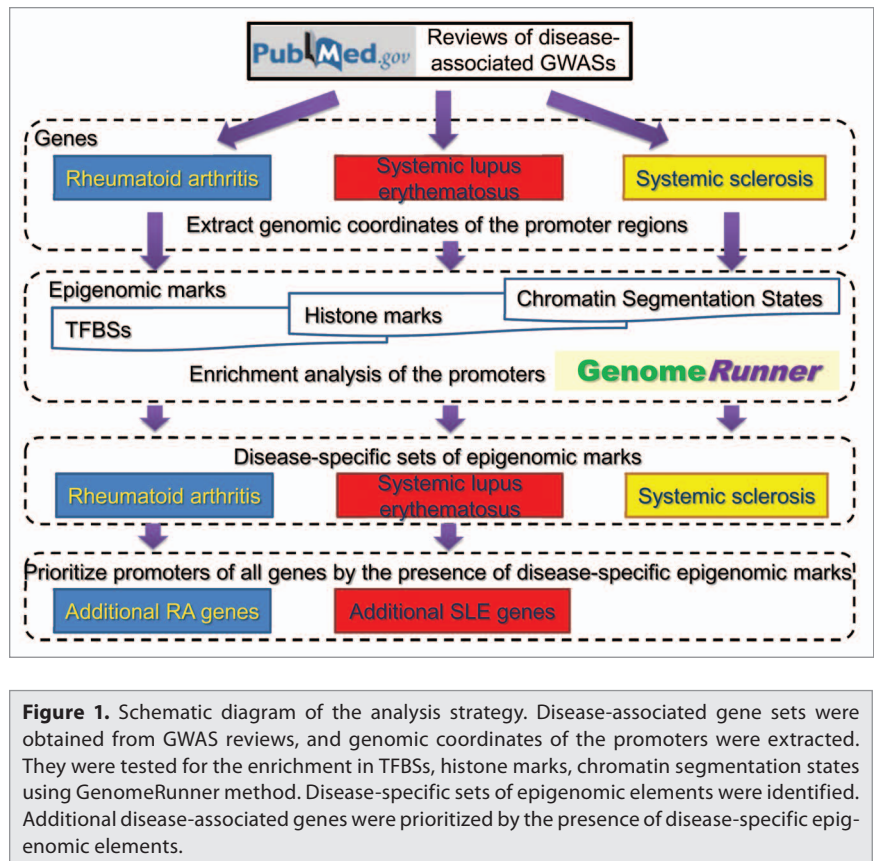 PubMed.gov
Reviews of disease-
associated GWASs
Genes
Rheumatoid arthritis
Systemic lupus
erythematosus
Systemic sclerosis
Extract genomic coordinates of the promoter regions
Epigenomic marks
TFBSs
Histone marks
Chromatin Segmentation States
Enrichment analysis of the promoters
GenomeRunner
Disease-specific sets of epigenomic marks
Rheumatoid arthritis
Systemic lupus
erythematosus
Systemic sclerosis
Prioritize promoters of all genes by the presence of disease-specific epigenomic marks
Additional RA genes
Additional SLE genes
Figure 1. Schematic diagram of the analysis strategy. Disease-associated gene sets were
obtained from GWAS reviews, and genomic coordinates of the promoters were extracted.
They were tested for the enrichment in TFBSs, histone marks, chromatin segmentation states
using GenomeRunner method. Disease-specific sets of epigenomic elements were identified.
Additional disease-associated genes were prioritized by the presence of disease-specific epig-
enomic elements.